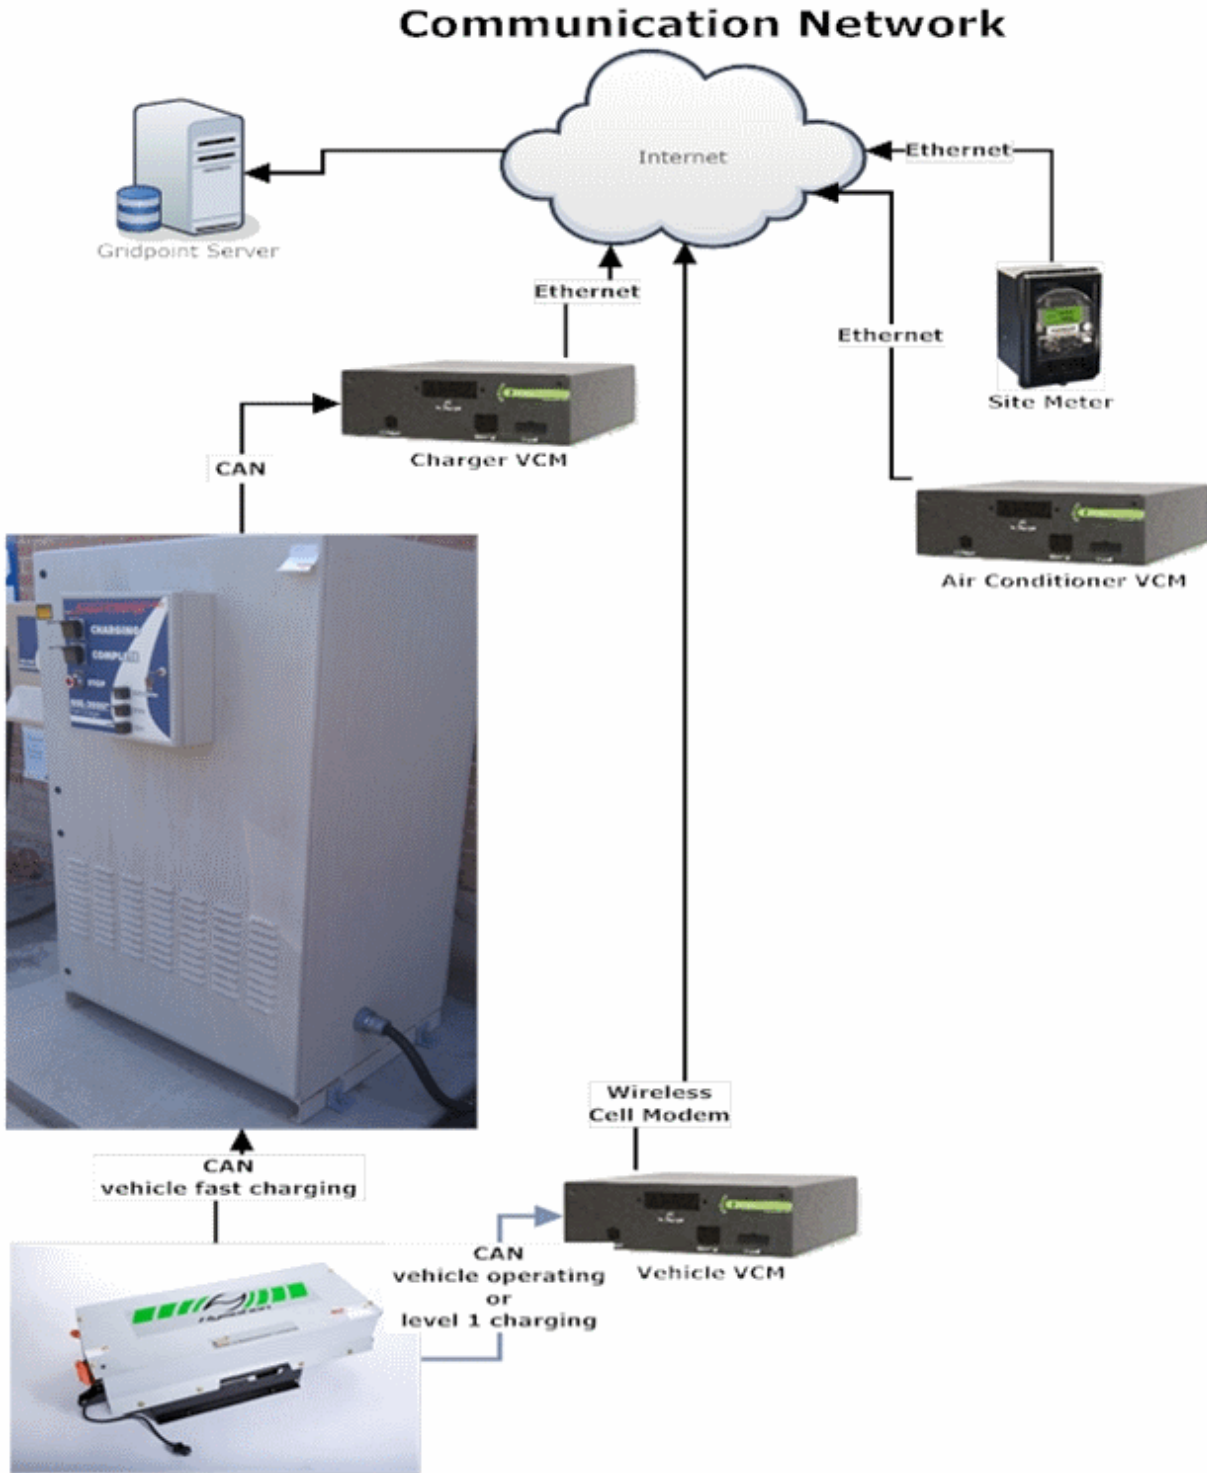 Communication Network
Internet
Ethernet
Gridpoint Server
Ethernet
Ethernet
Site Meter
Charger VCM
CAN
Air Conditioner VCM
CHARGING
COMPLETE
STOP
Wireless
Cell Modem
CAN
vehicle fast charging
CAN
vehicle operating
or
level 1 charging
Vehicle VCM